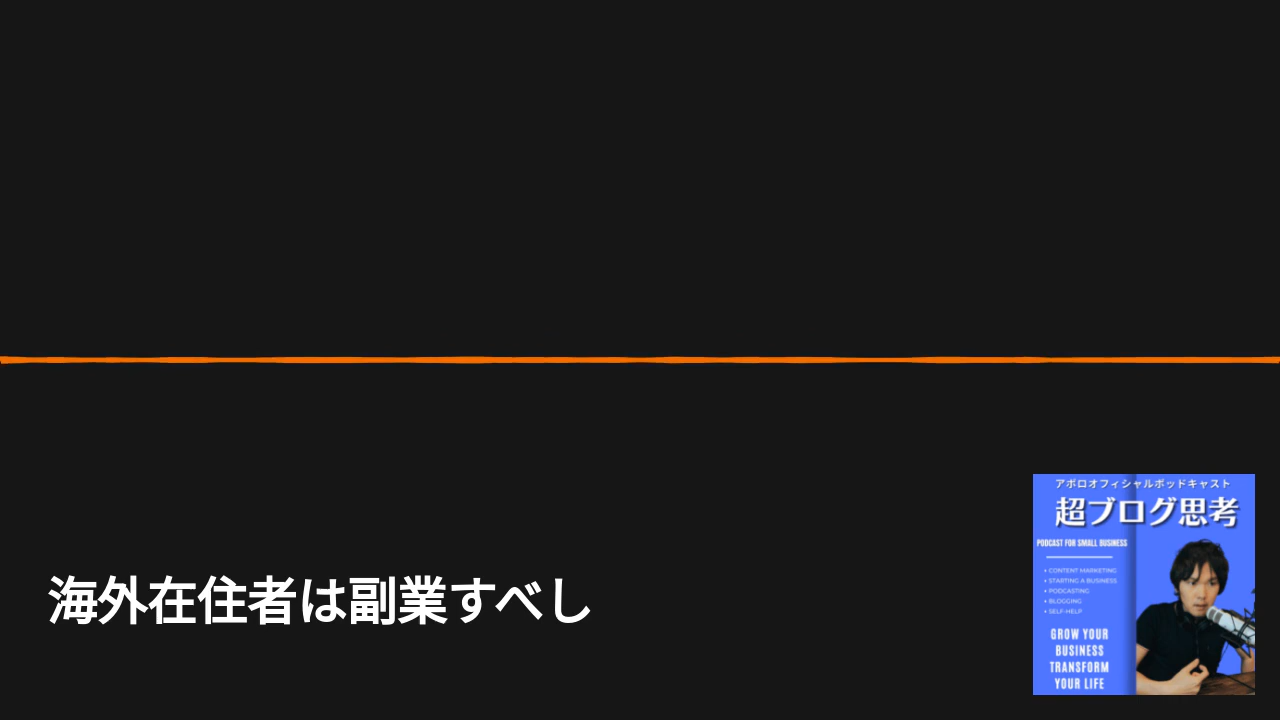 海外在住者は副業すべし
アポロオフィシャルポッドキャスト
超ブログ思考
PODCAST FOR SMALL BUSINESS
• CONTENT MARKETING
• STARTING A BUSINESS
• PODCASTING
• BLOGGING
• SELF-HELP
GROW YOUR
BUSINESS
TRANSFORM
YOUR LIFE